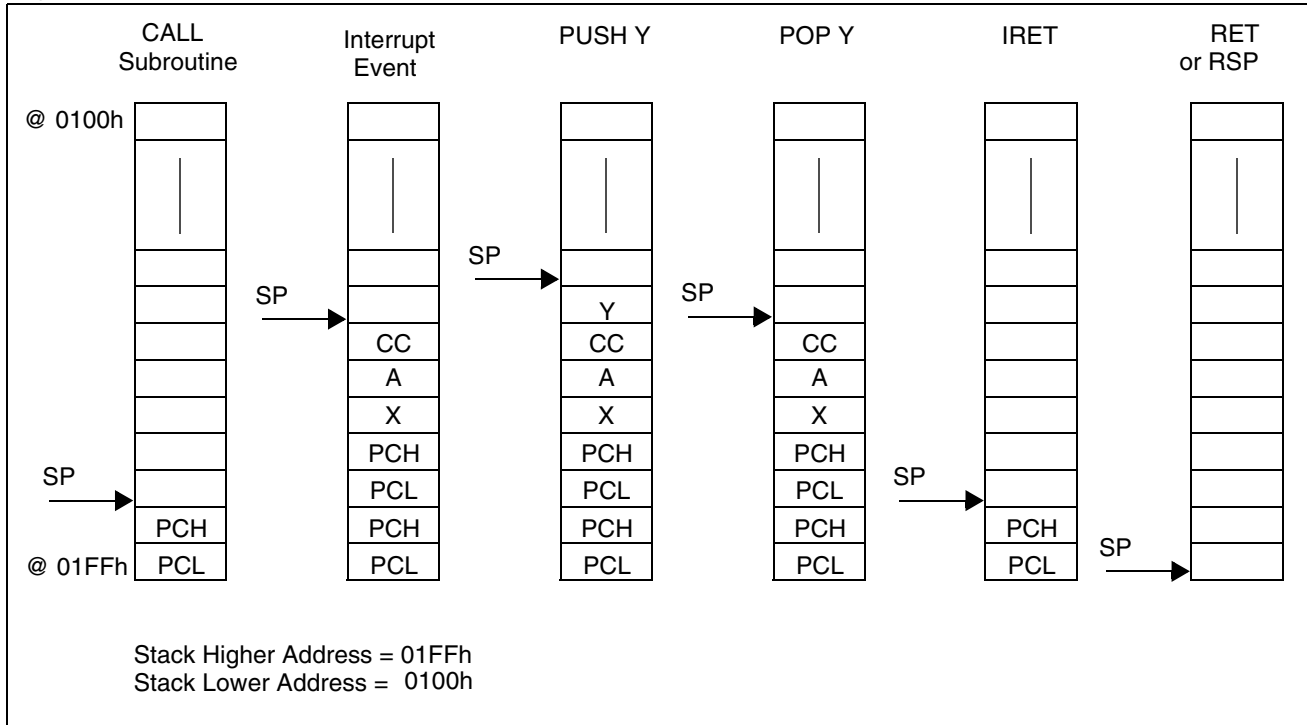 CALL
Subroutine
Interrupt
Event
PUSH Y
POP Y
IRET
RET
or RSP
@ 0100h
SP
SP
SP
Y
CC
CC
CC
A
A
A
X
X
X
PCH
PCH
PCH
SP
SP
PCL
PCL
PCL
PCH
PCH
PCH
PCH
PCH
SP
@ 01FFh
PCL
PCL
PCL
PCL
PCL
Stack Higher Address = 01FFh
Stack Lower Address = 0100h